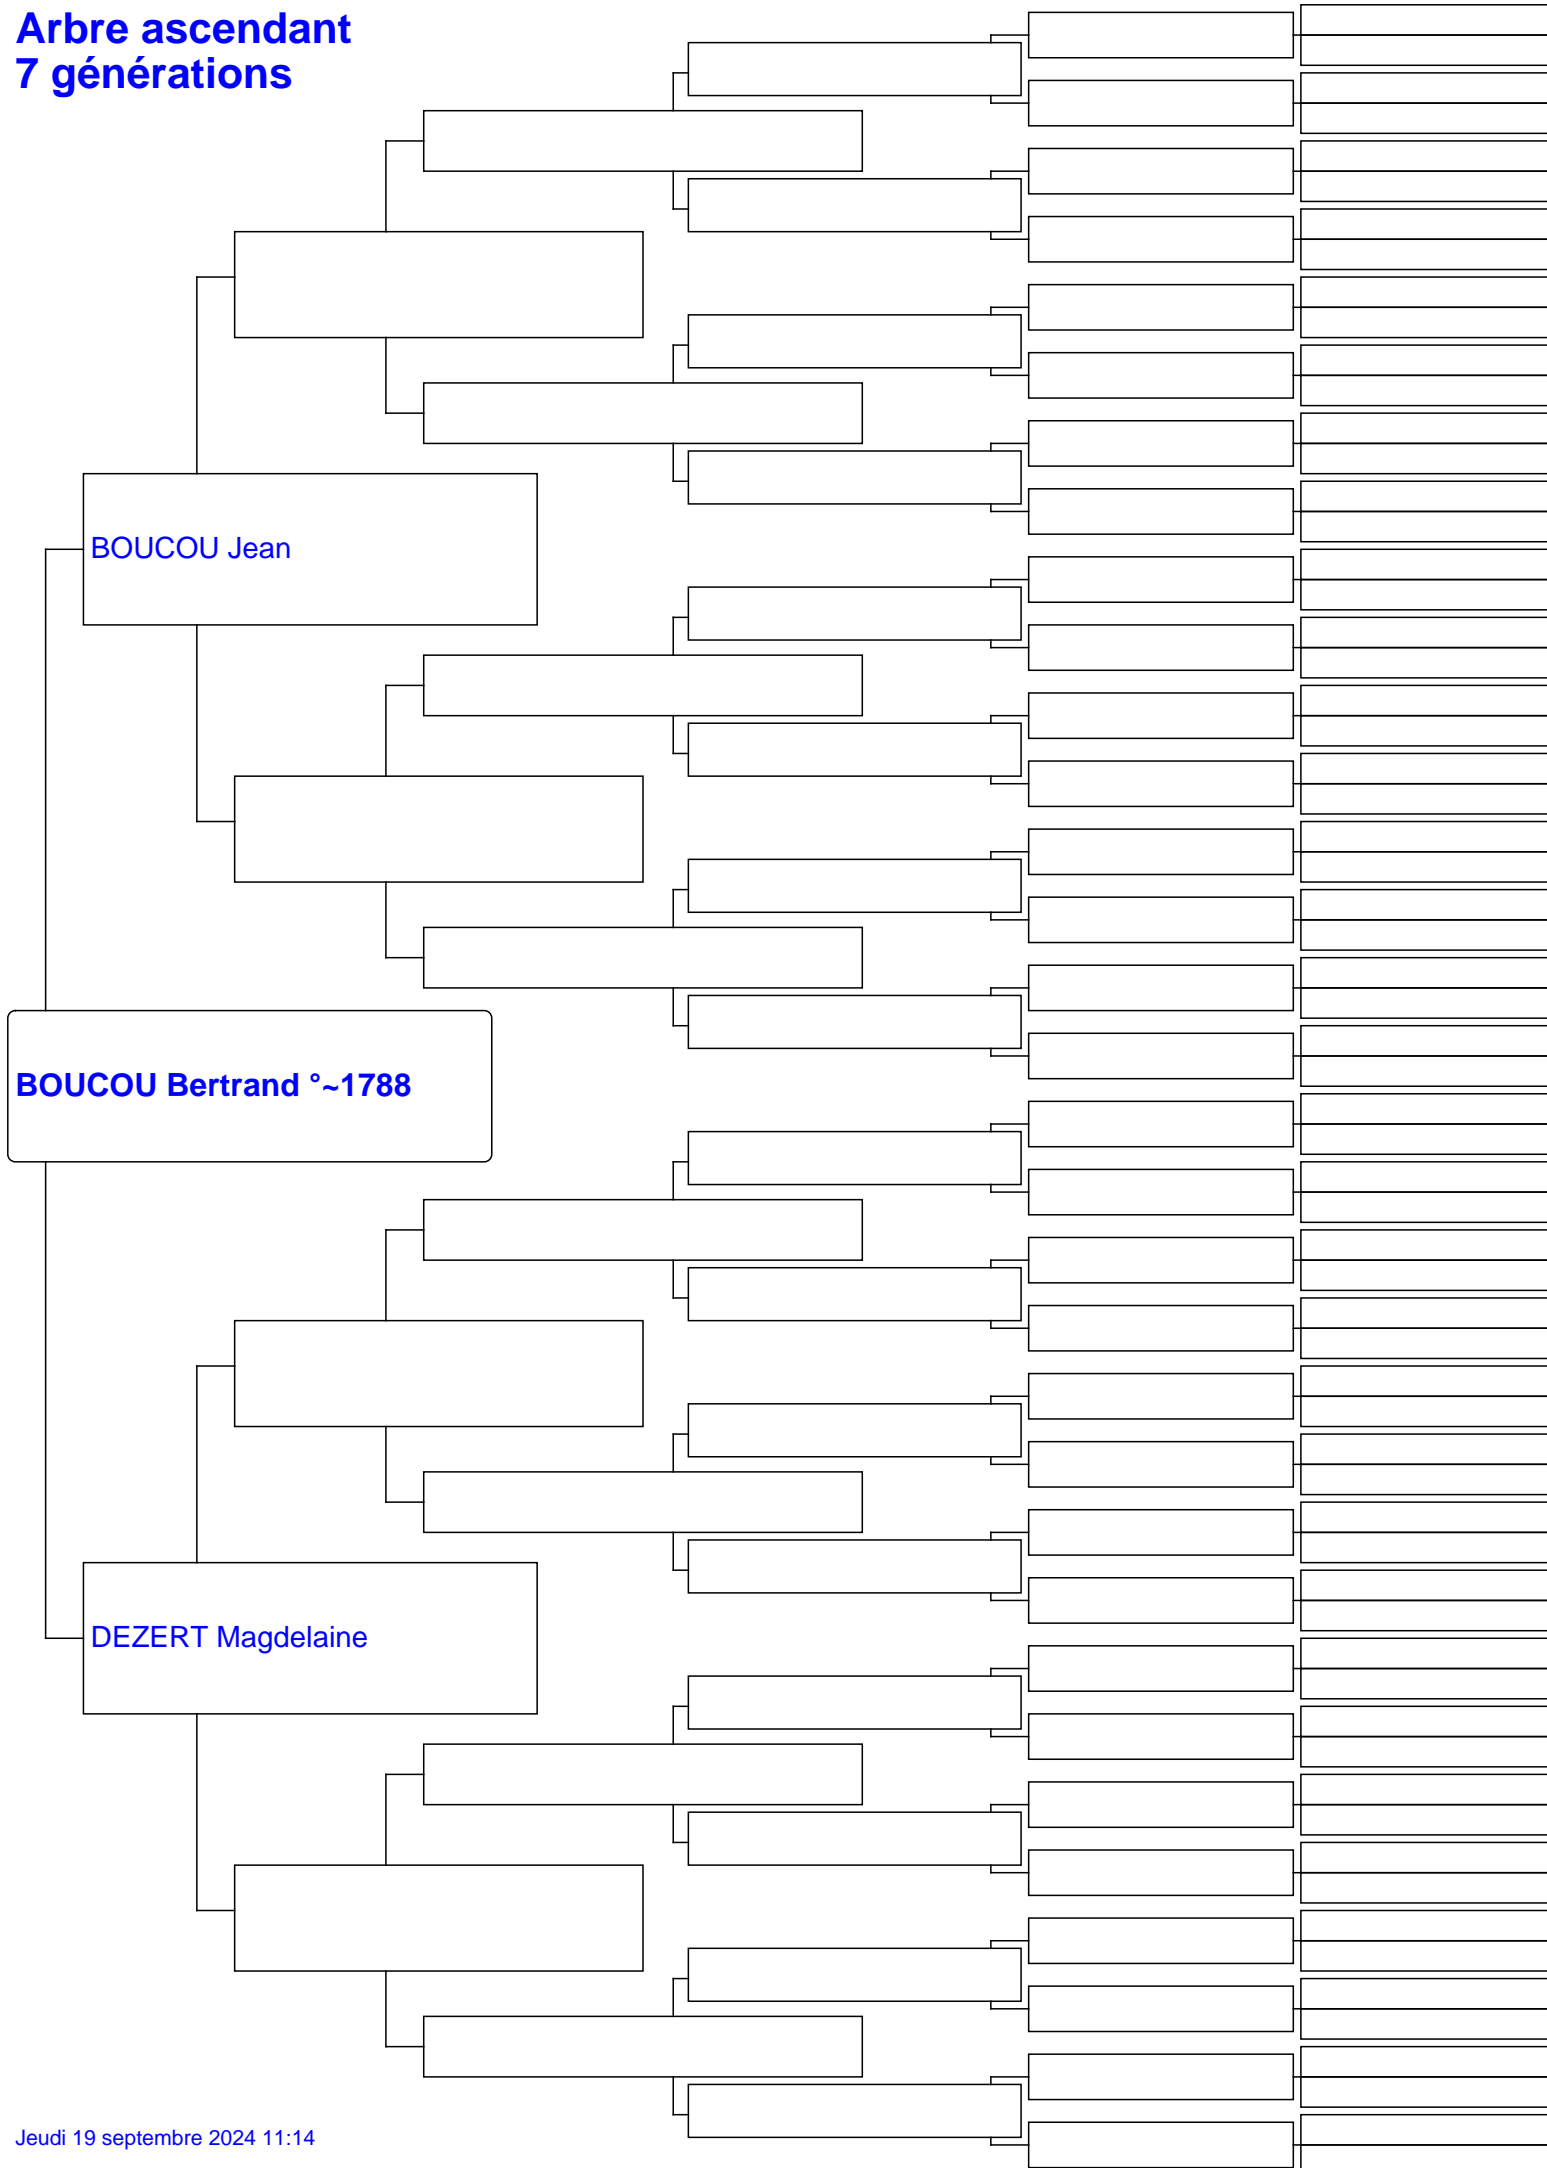 Arbre ascendant
7 générations
BOUCOU Jean
BOUCOU Bertrand °~1788
DEZERT Magdelaine
Jeudi 19 septembre 2024 11:14